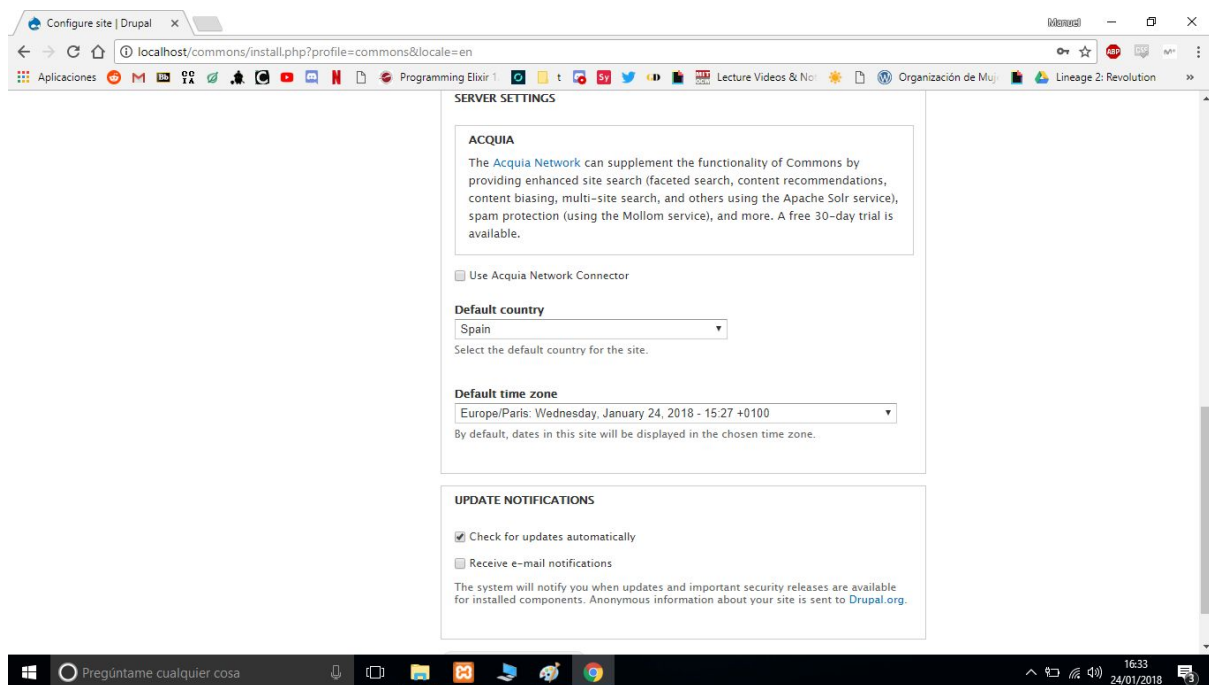 Configure site | Drupal
Manuel
localhost/commons/install.php?profile=commons&locale=en
ABP
Aplicaciones
Programming Elixir 1.
t
Sy
Lecture Videos & No
Organización de Muj
Lineage 2: Revolution
SERVER SETTINGS
ACQUIA
The Acquia Network can supplement the functionality of Commons by
providing enhanced site search (faceted search, content recommendations,
content biasing, multi-site search, and others using the Apache Solr service),
spam protection (using the Mollom service), and more. A free 30-day trial is
available.
Use Acquia Network Connector
Default country
Spain
Select the default country for the site.
Default time zone
Europe/Paris: Wednesday, January 24, 2018 - 15:27 +0100
By default, dates in this site will be displayed in the chosen time zone.
UPDATE NOTIFICATIONS
Check for updates automatically
Receive e-mail notifications
The system will notify you when updates and important security releases are available
for installed components. Anonymous information about your site is sent to Drupal.org.
Pregúntame cualquier cosa
16:33
24/01/2018